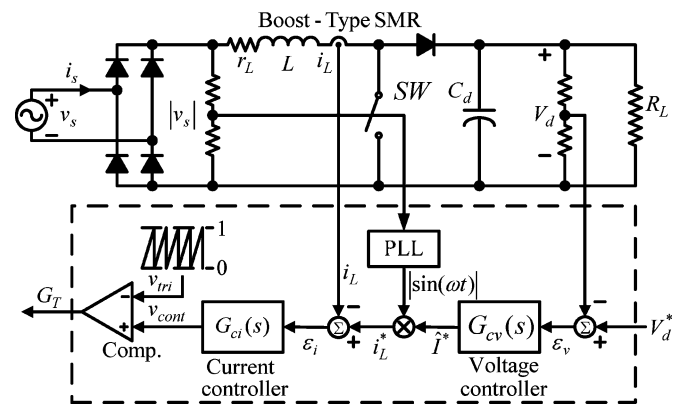 Boost - Type SMR
r_L L i_L
i_s
+
v_s
−
|v_s|
SW
C_d
+
V_d
−
R_L
1
0
PLL
i_L
|sin(ωt)|
G_T
v_tri
v_cont
−
+
Comp.
G_ci(s)
Current
controller
ε_i
Σ
−
+
i_L^*
Î^*
G_cv(s)
Voltage
controller
ε_v
Σ
−
+
V_d^*